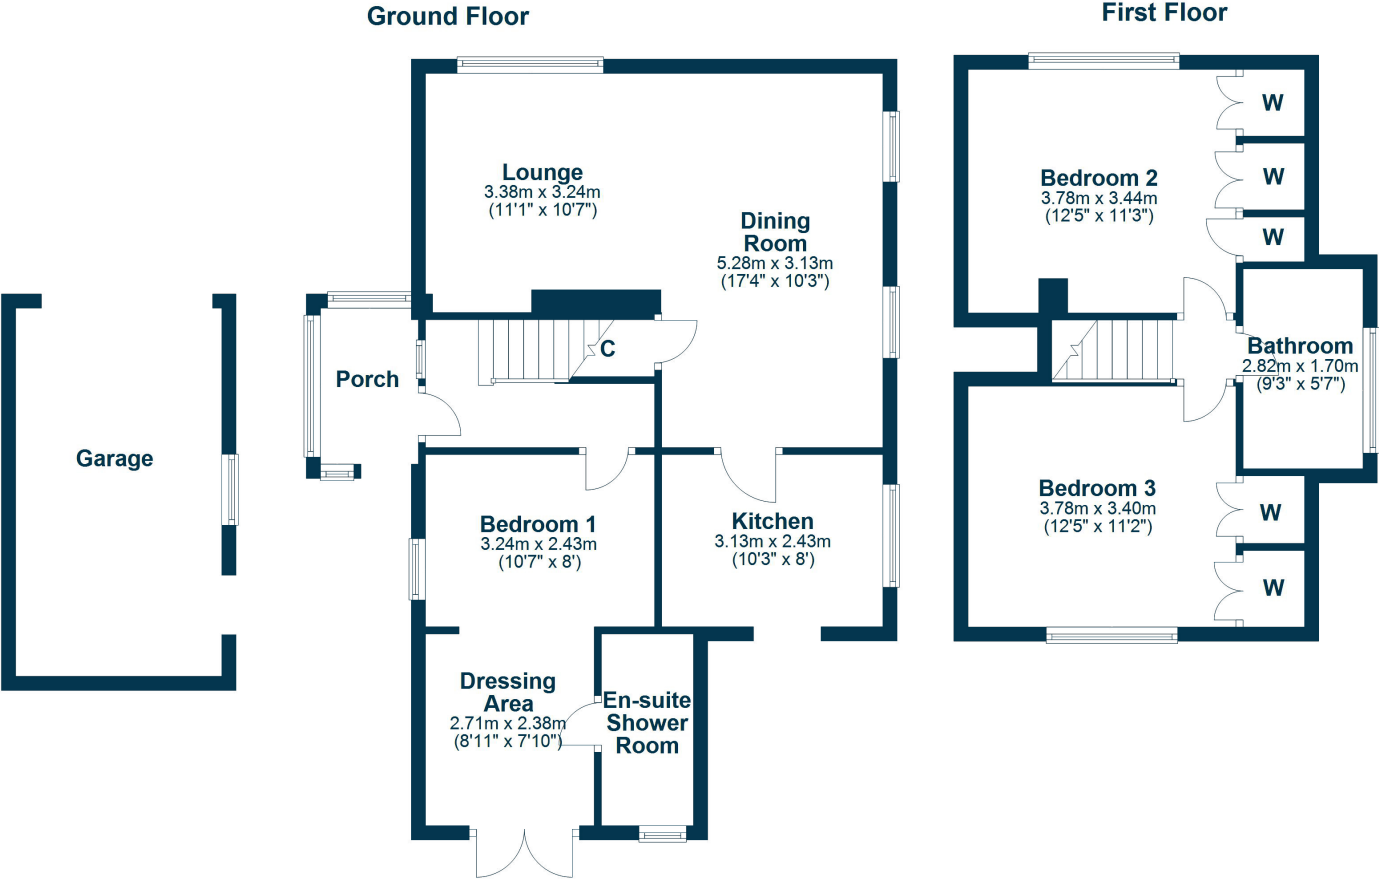 Ground Floor
First Floor
Lounge
3.38m x 3.24m
(11'1" x 10'7")
Dining
Room
5.28m x 3.13m
(17'4" x 10'3")
Porch
C
Garage
Bedroom 1
3.24m x 2.43m
(10'7" x 8')
Kitchen
3.13m x 2.43m
(10'3" x 8')
Dressing
Area
2.71m x 2.38m
(8'11" x 7'10")
En-suite
Shower
Room
Bedroom 2
3.78m x 3.44m
(12'5" x 11'3")
W
W
W
Bathroom
2.82m x 1.70m
(9'3" x 5'7")
Bedroom 3
3.78m x 3.40m
(12'5" x 11'2")
W
W